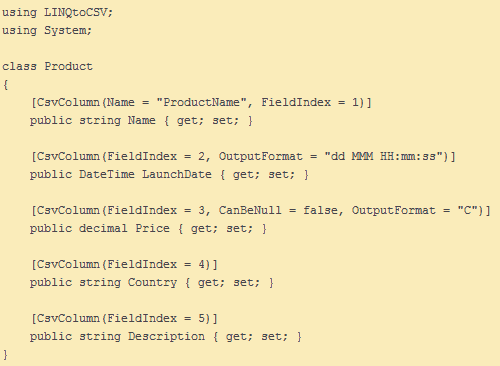 using LINQtoCSV;
using System;

class Product
{
    [CsvColumn(Name = "ProductName", FieldIndex = 1)]
    public string Name { get; set; }

    [CsvColumn(FieldIndex = 2, OutputFormat = "dd MMM HH:mm:ss")]
    public DateTime LaunchDate { get; set; }

    [CsvColumn(FieldIndex = 3, CanBeNull = false, OutputFormat = "C")]
    public decimal Price { get; set; }

    [CsvColumn(FieldIndex = 4)]
    public string Country { get; set; }

    [CsvColumn(FieldIndex = 5)]
    public string Description { get; set; }
}